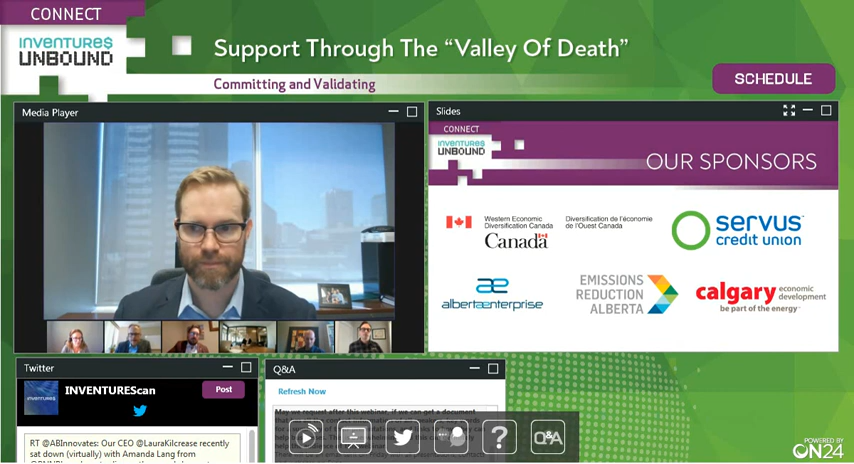 CONNECT
INVENTURE$
UNBOUND
Support Through The “Valley Of Death”
Committing and Validating
SCHEDULE
Media Player
Slides
CONNECT
INVENTURE$
UNBOUND
OUR SPONSORS
Western Economic
Diversification Canada
Diversification de l'économie
de l'Ouest Canada
Canada
servus
credit union
alberta enterprise
EMISSIONS
REDUCTION
ALBERTA
calgary economic
development
be part of the energy
Twitter
INVENTUREScan
Post
RT @ABInnovates: Our CEO @LauraKilcrease recently
sat down (virtually) with Amanda Lang from
Q&A
Refresh Now
May we request after this webinar, if we can get a document
Q&A
POWERED BY
ON24